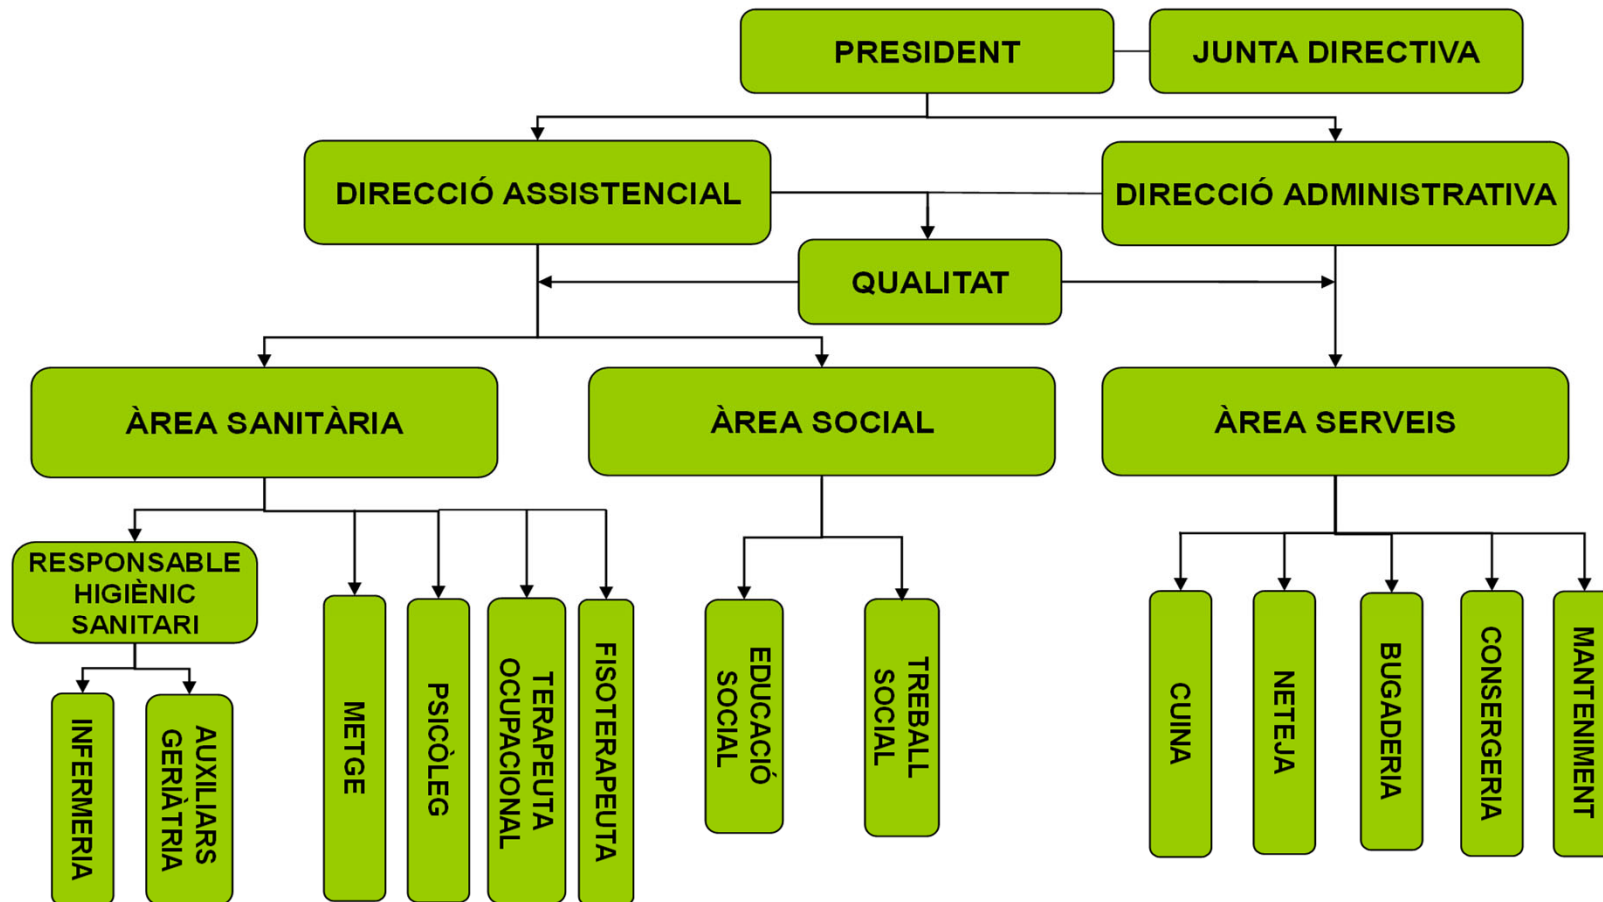 PRESIDENT
JUNTA DIRECTIVA
DIRECCIÓ ASSISTENCIAL
DIRECCIÓ ADMINISTRATIVA
QUALITAT
ÀREA SANITÀRIA
ÀREA SOCIAL
ÀREA SERVEIS
RESPONSABLE
HIGIÈNIC
SANITARI
INFERMERIA
AUXILIARS
GERIÀTRIA
METGE
PSICÒLEG
TERAPEUTA
OCUPACIONAL
FISOTERAPEUTA
EDUCACIÓ
SOCIAL
TREBALL
SOCIAL
CUINA
NETEJA
BUGADERIA
CONSERGERIA
MANTENIMENT